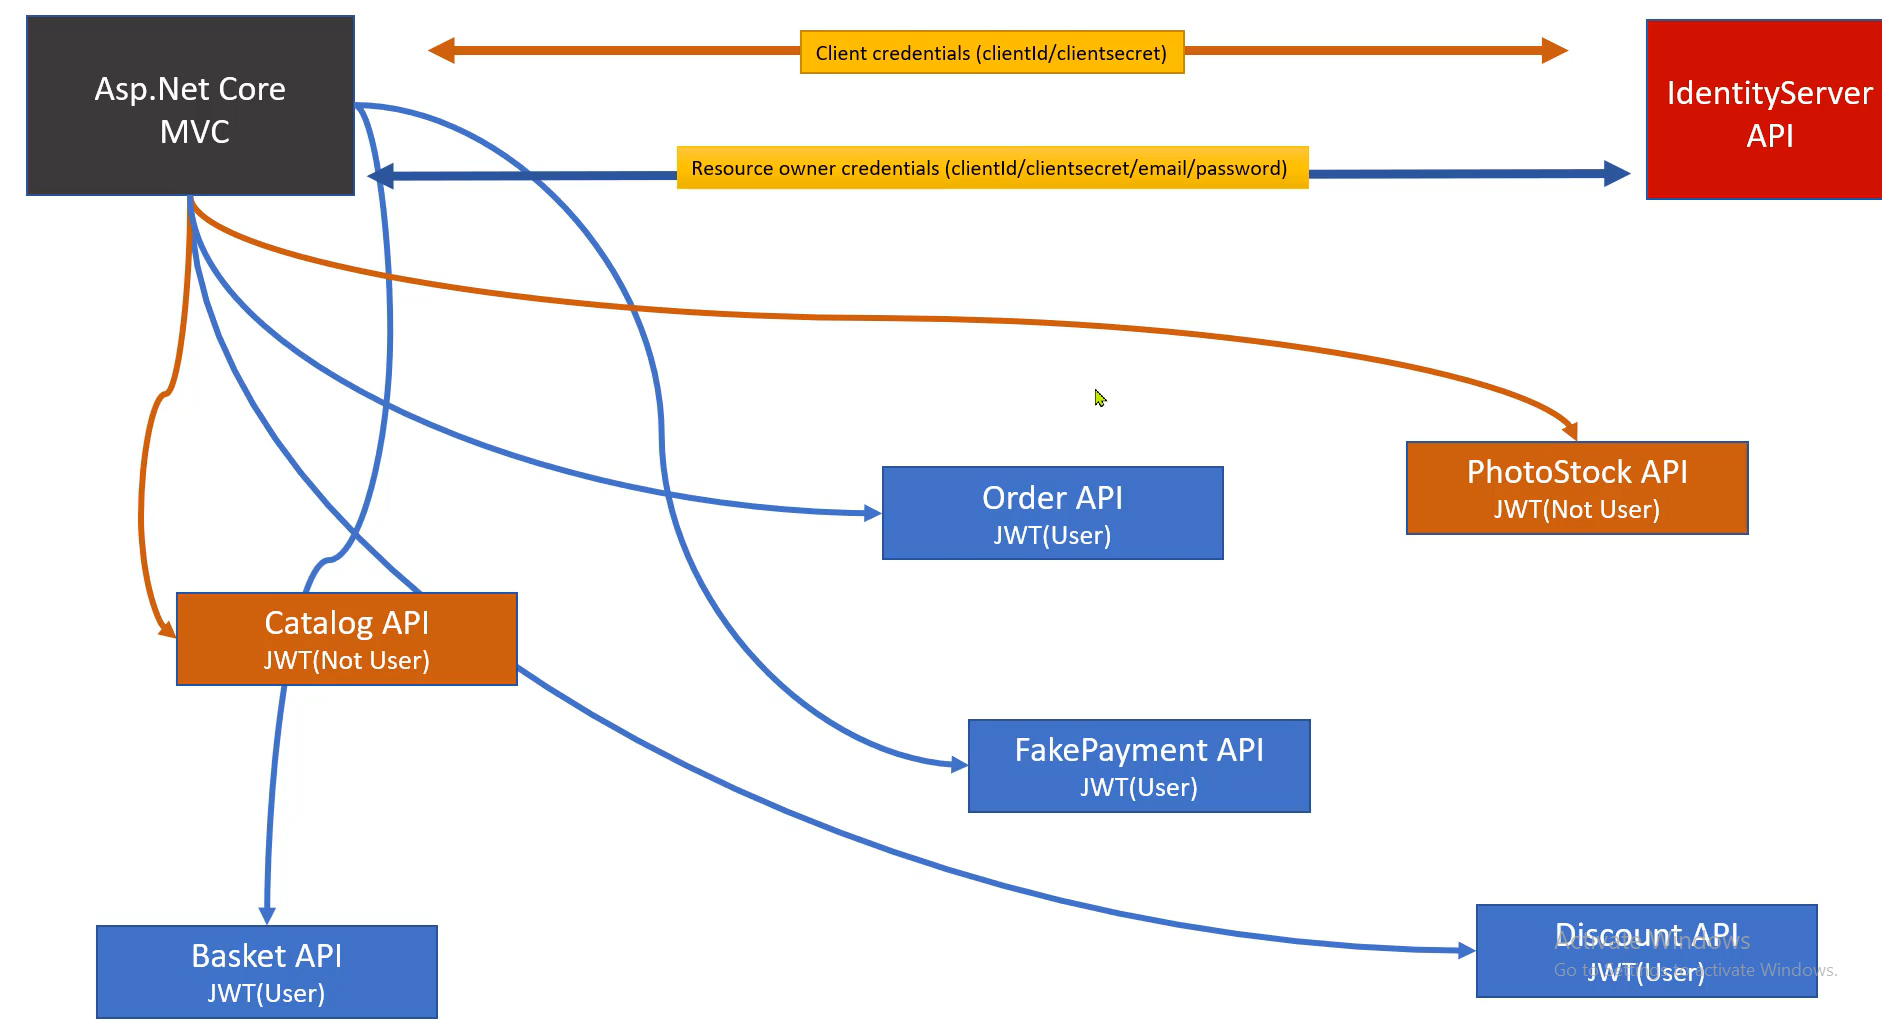 Asp.Net Core
MVC
Client credentials (clientId/clientsecret)
IdentityServer
API
Resource owner credentials (clientId/clientsecret/email/password)
Order API
JWT(User)
PhotoStock API
JWT(Not User)
Catalog API
JWT(Not User)
FakePayment API
JWT(User)
Basket API
JWT(User)
Discount API
JWT(User)
Activate Windows
Go to Settings to activate Windows.